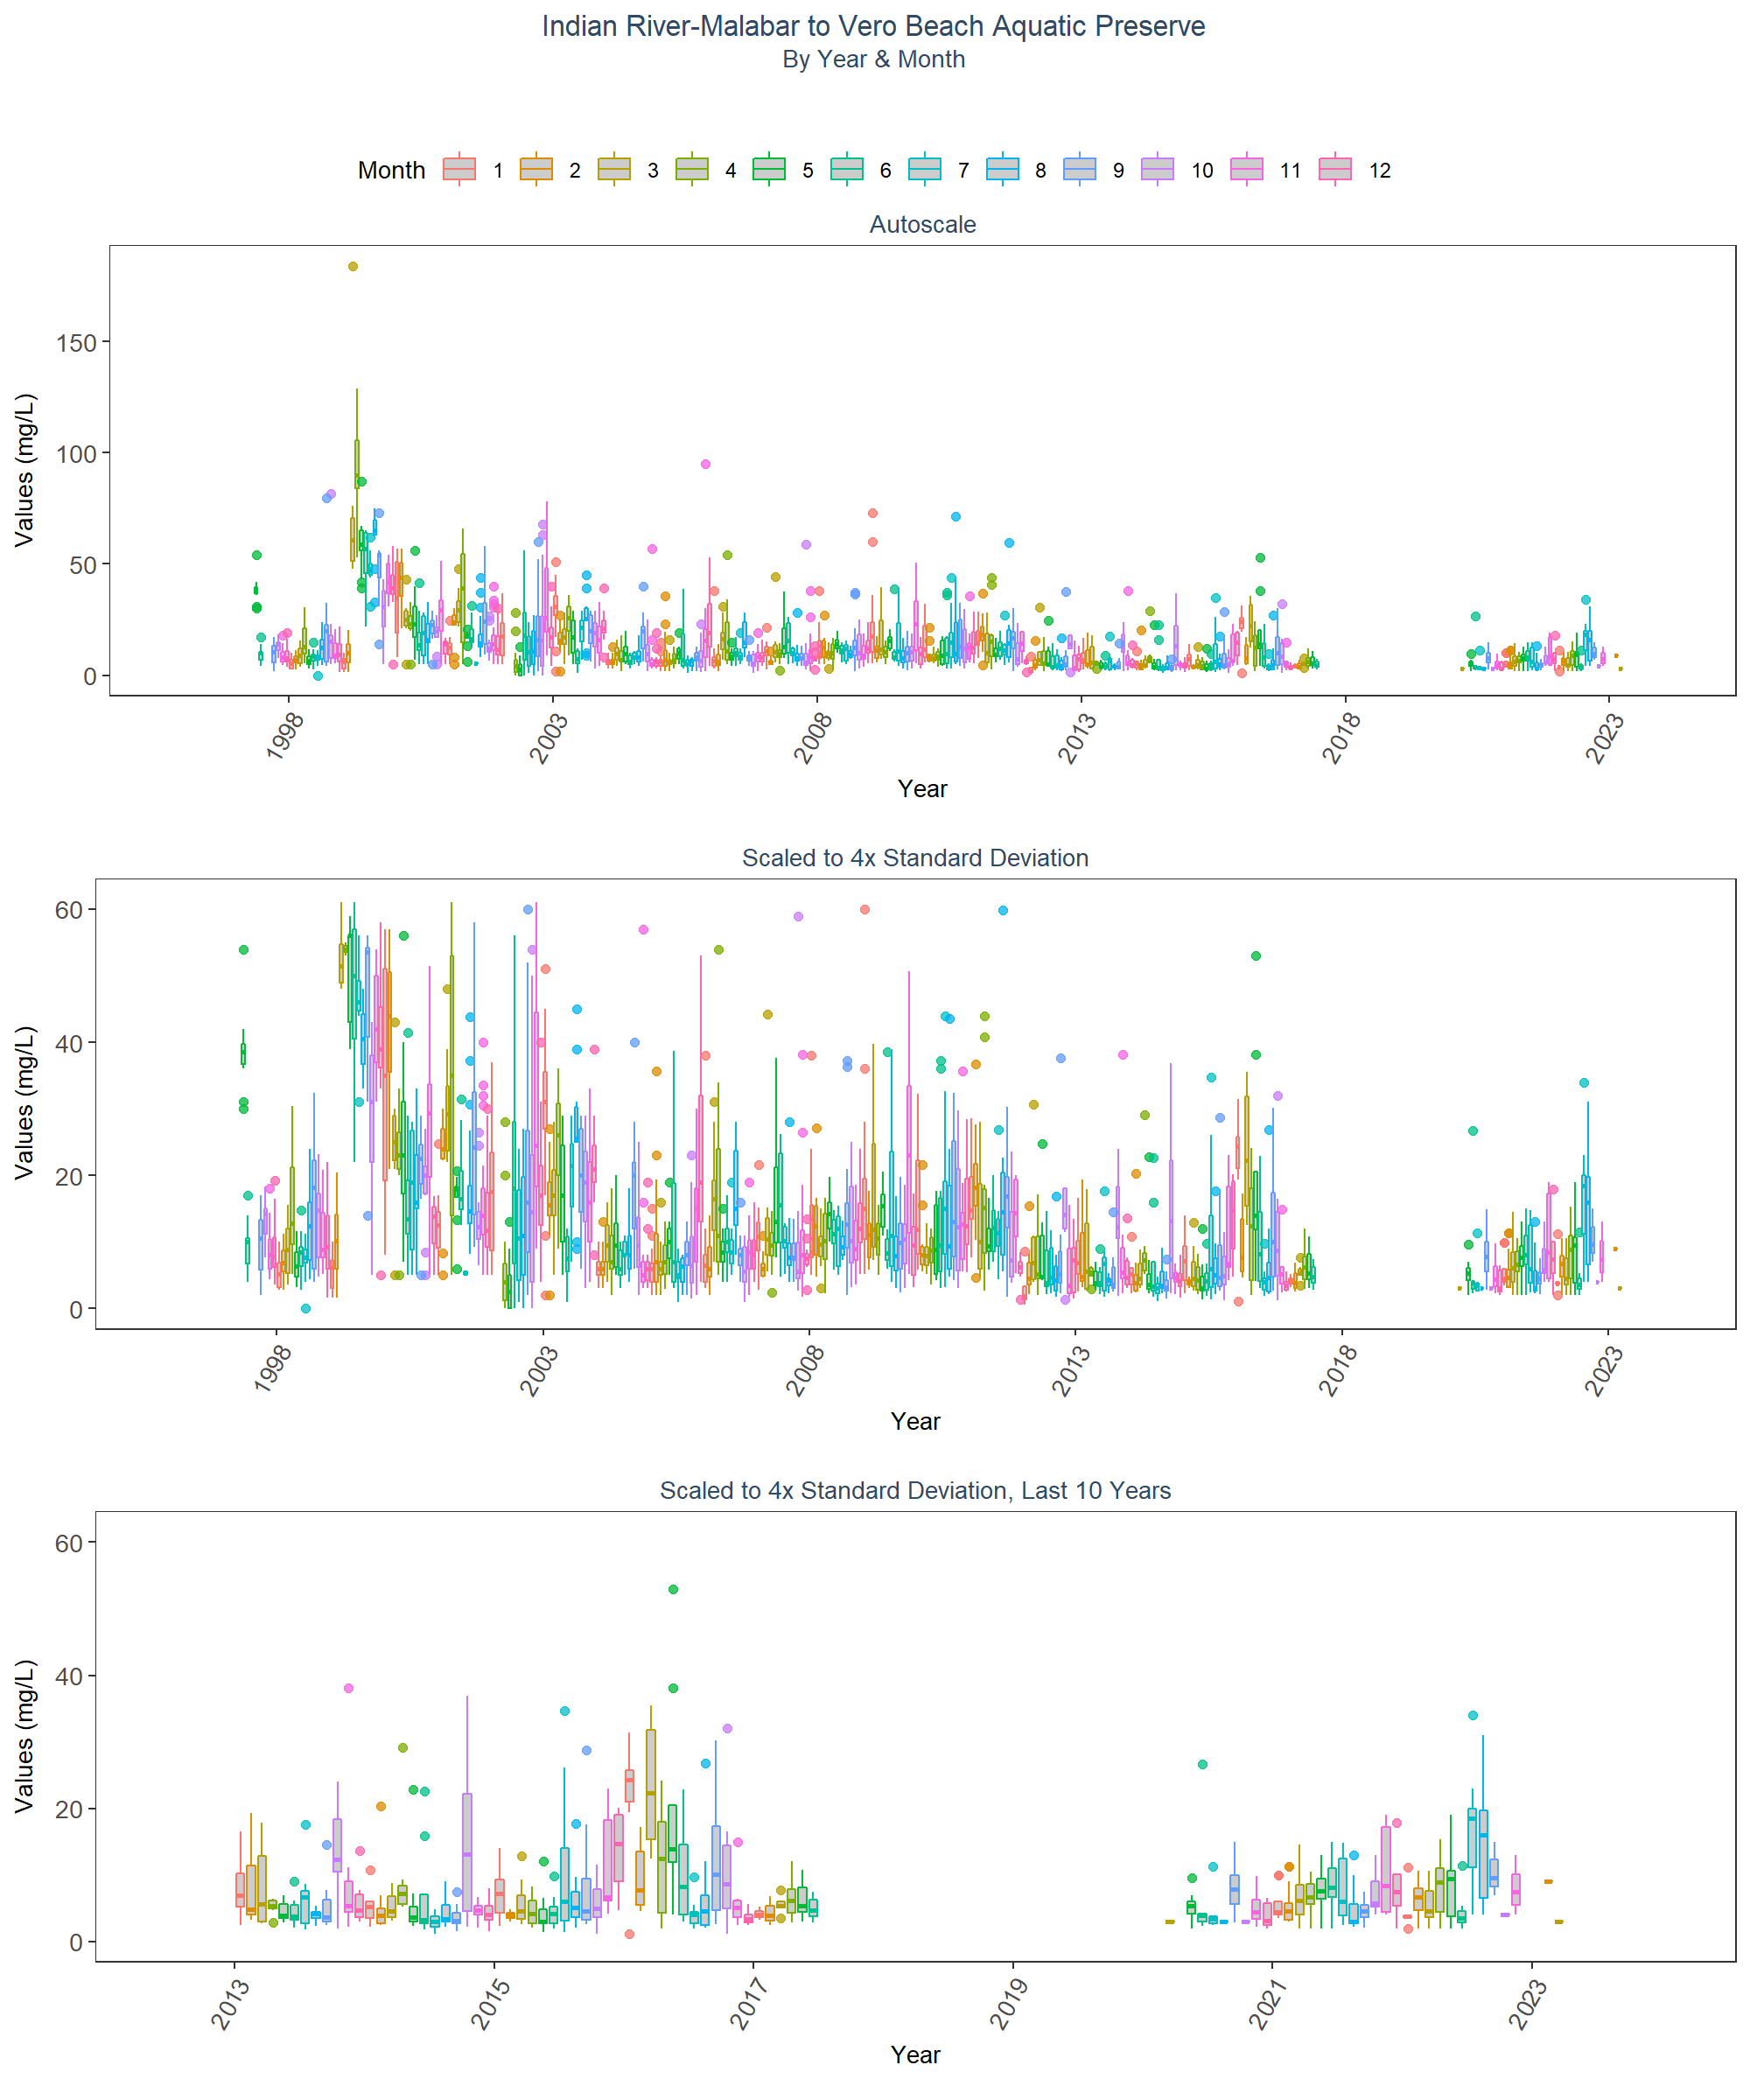 Indian River-Malabar to Vero Beach Aquatic Preserve
By Year & Month
Month 1 2 3 4 5 6 7 8 9 10 11 12
Autoscale
Values (mg/L)
150
100
50
0
1998 2003 2008 2013 2018 2023
Year
Scaled to 4x Standard Deviation
Values (mg/L)
60
40
20
0
1998 2003 2008 2013 2018 2023
Year
Scaled to 4x Standard Deviation, Last 10 Years
Values (mg/L)
60
40
20
0
2013 2015 2017 2019 2021 2023
Year